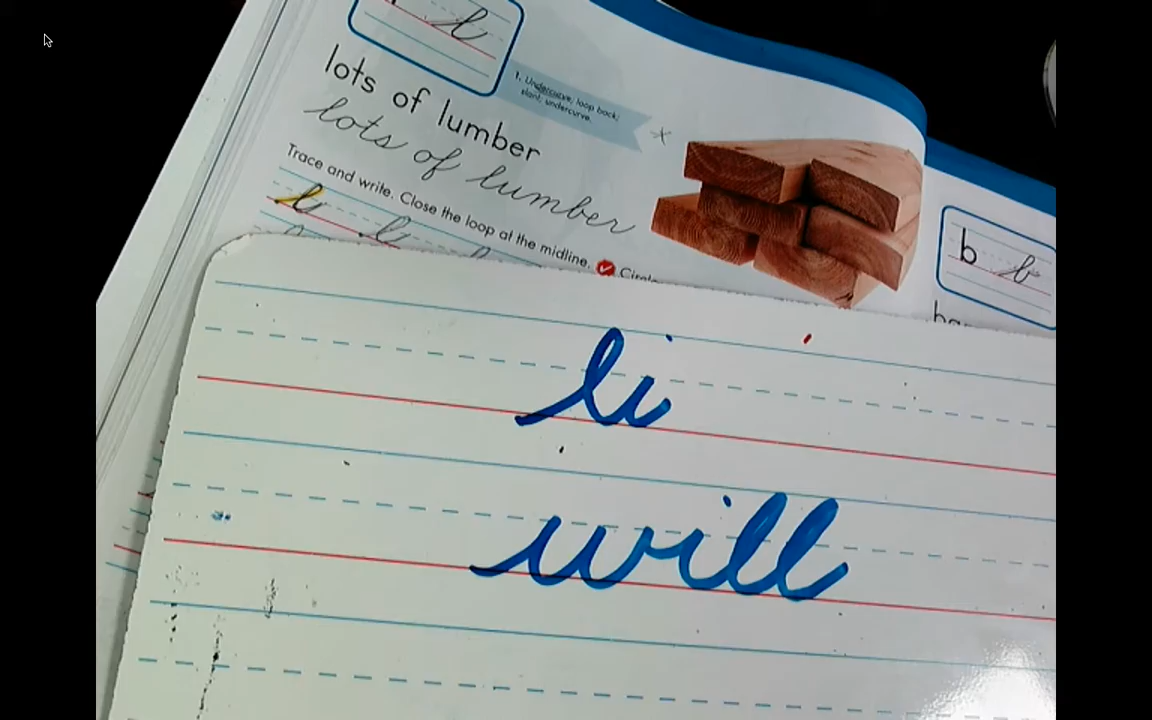 l
1. Undercurve; loop back;
slant; undercurve.
lots of lumber
lots of lumber
Trace and write. Close the loop at the midline.
l l l
b b
li
will